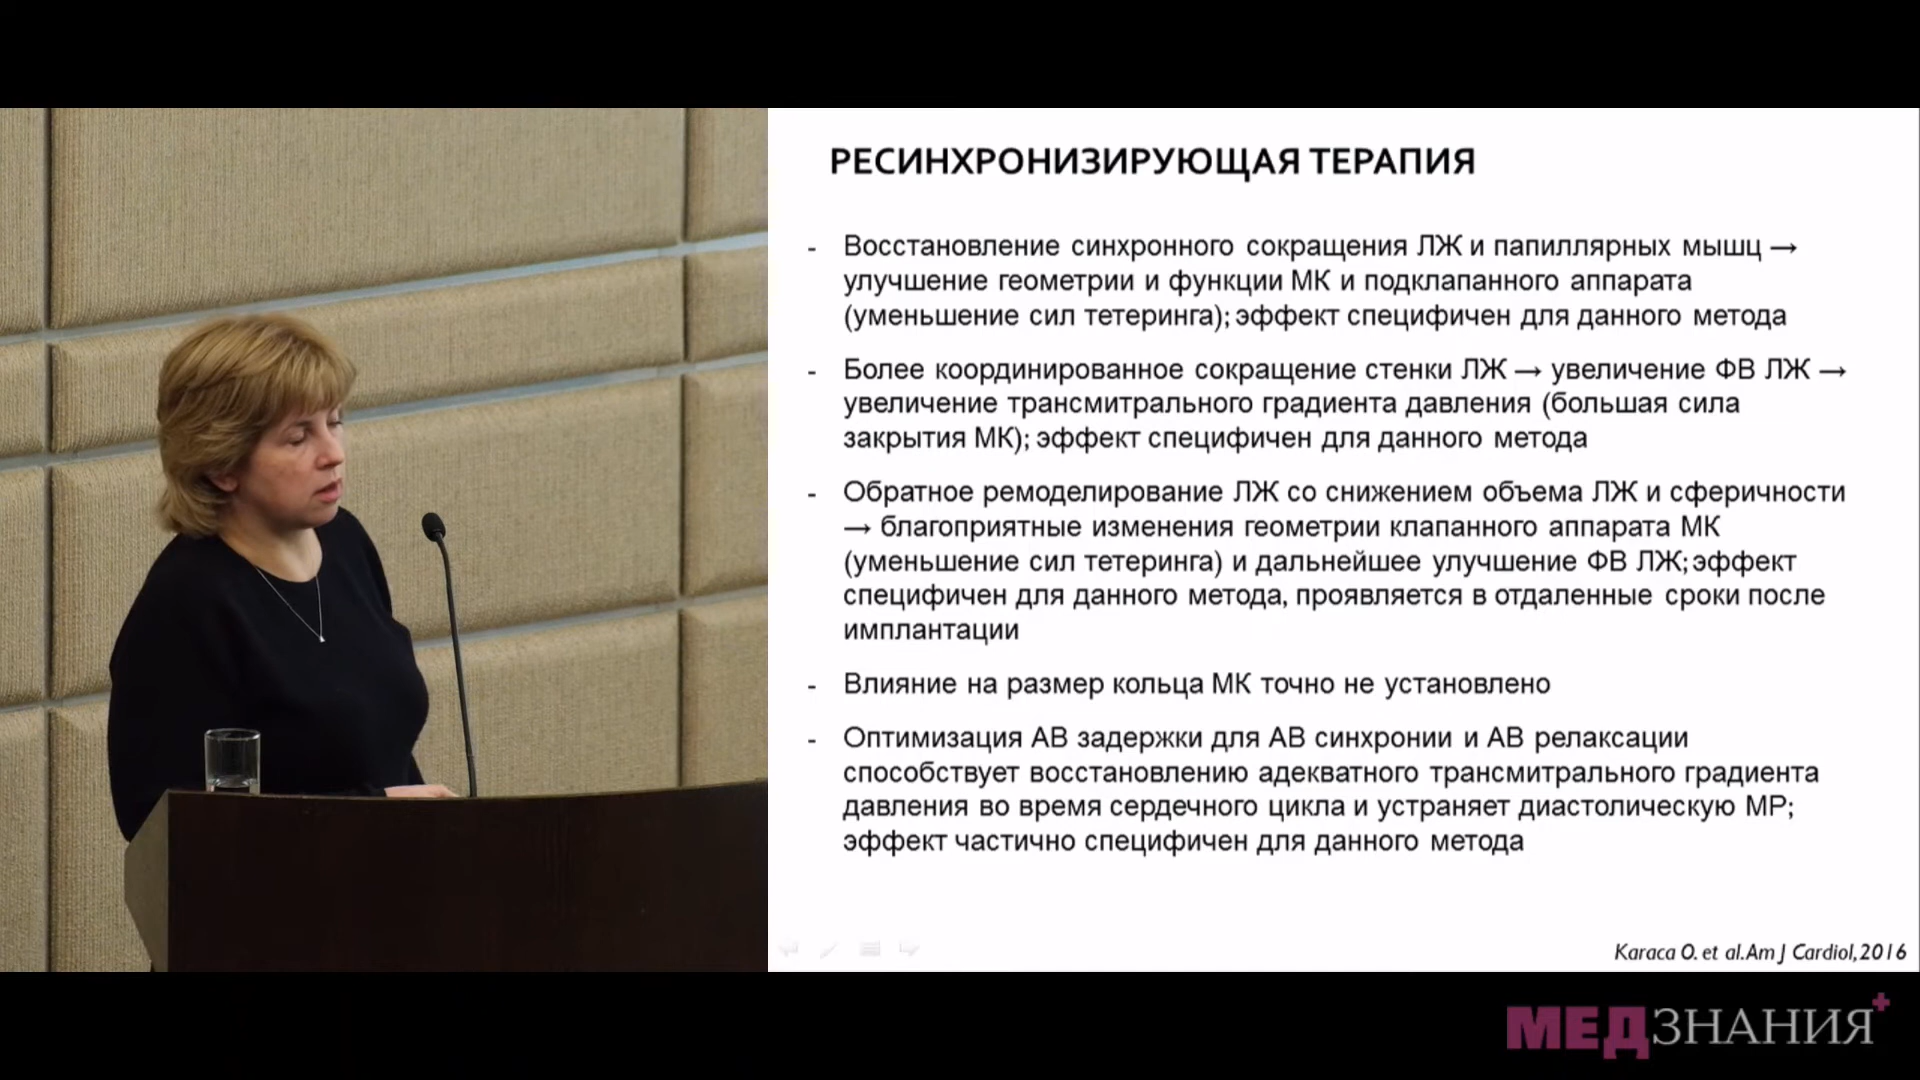 РЕСИНХРОНИЗИРУЮЩАЯ ТЕРАПИЯ
- Восстановление синхронного сокращения ЛЖ и папиллярных мышц →
улучшение геометрии и функции МК и подклапанного аппарата
(уменьшение сил тетеринга); эффект специфичен для данного метода
- Более координированное сокращение стенки ЛЖ → увеличение ФВ ЛЖ →
увеличение трансмитрального градиента давления (большая сила
закрытия МК); эффект специфичен для данного метода
- Обратное ремоделирование ЛЖ со снижением объема ЛЖ и сферичности
→ благоприятные изменения геометрии клапанного аппарата МК
(уменьшение сил тетеринга) и дальнейшее улучшение ФВ ЛЖ; эффект
специфичен для данного метода, проявляется в отдаленные сроки после
имплантации
- Влияние на размер кольца МК точно не установлено
- Оптимизация АВ задержки для АВ синхронии и АВ релаксации
способствует восстановлению адекватного трансмитрального градиента
давления во время сердечного цикла и устраняет диастолическую МР;
эффект частично специфичен для данного метода
Karaca O. et al. Am J Cardiol, 2016
МЕДЗНАНИЯ+